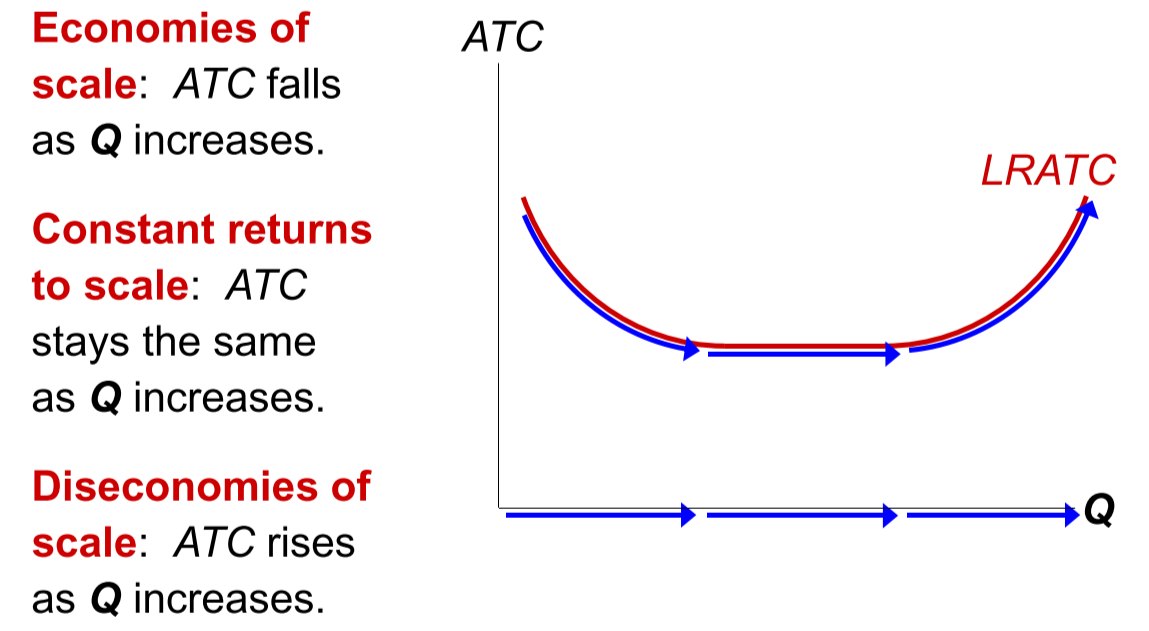 Economies of
scale: ATC falls
as Q increases.
Constant returns
to scale: ATC
stays the same
as Q increases.
Diseconomies of
scale: ATC rises
as Q increases.
ATC
LRATC
Q